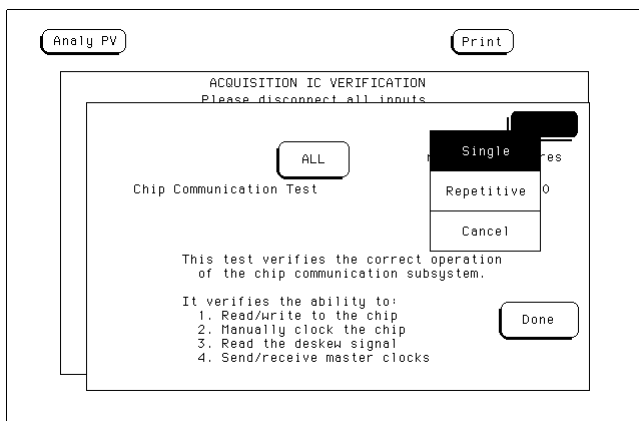 Analy PV
Print
ACQUISITION IC VERIFICATION
Please disconnect all inputs
ALL
Single
Chip Communication Test
Repetitive
0
Cancel
This test verifies the correct operation
of the chip communication subsystem.
It verifies the ability to:
1. Read/write to the chip
2. Manually clock the chip
3. Read the deskew signal
4. Send/receive master clocks
Done